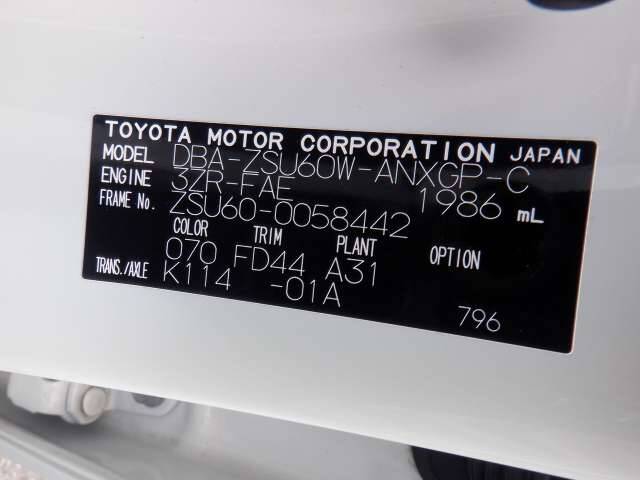 TOYOTA MOTOR CORPORATION JAPAN
MODEL DBA-ZSU60W-ANXGP-C
ENGINE 3ZR-FAE 1986 mL
FRAME No. ZSU60-0058442
COLOR TRIM PLANT OPTION
070 FD44 A31
TRANS./AXLE K114 -01A
796